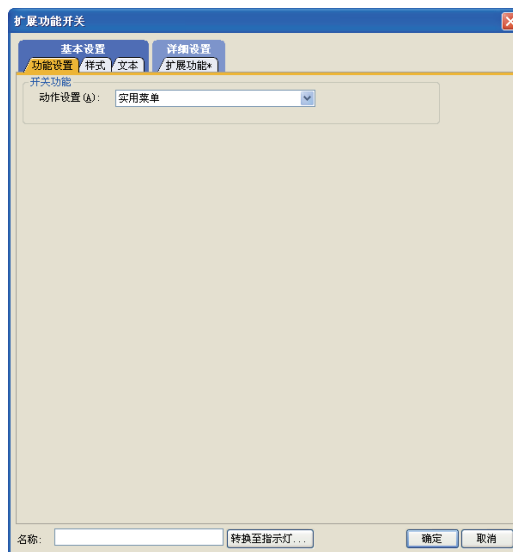 扩展功能开关
基本设置 详细设置
功能设置 样式 文本 扩展功能*
开关功能
动作设置(A): 实用菜单
名称: 转换至指示灯... 确定 取消